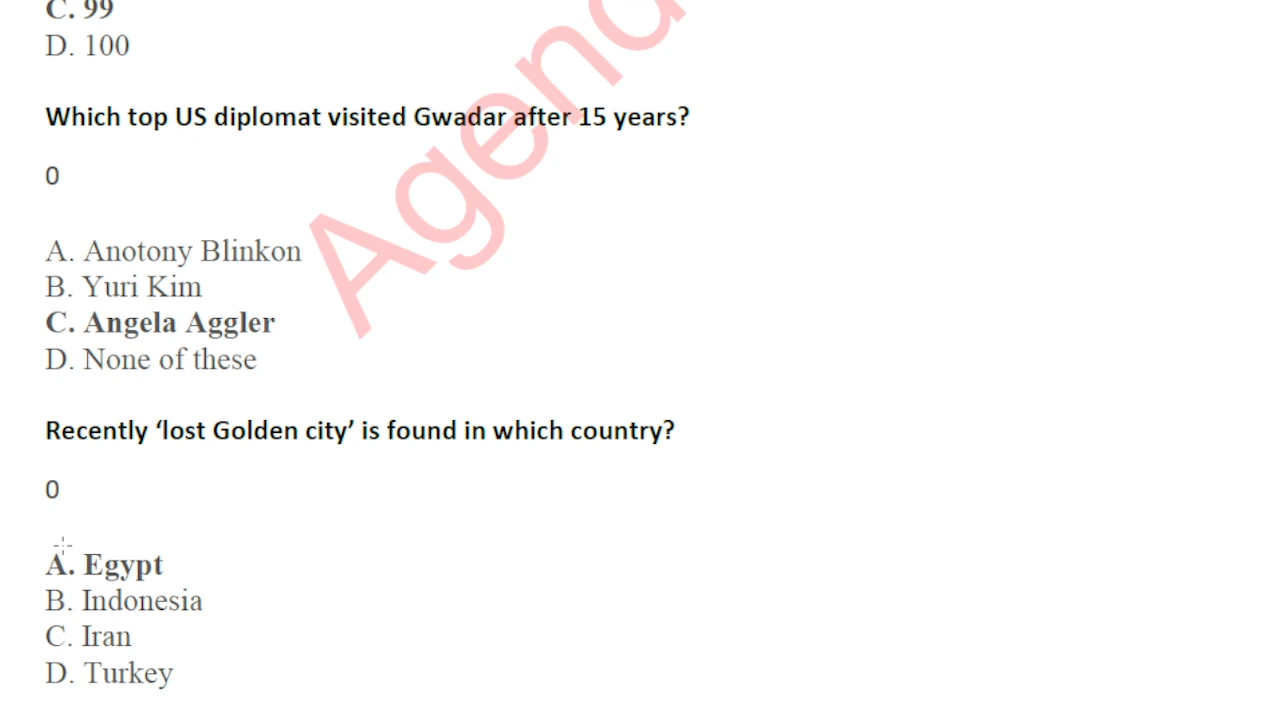 C. 99
D. 100
Which top US diplomat visited Gwadar after 15 years?
0
A. Anotony Blinkon
B. Yuri Kim
C. Angela Aggler
D. None of these
Recently ‘lost Golden city’ is found in which country?
0
A. Egypt
B. Indonesia
C. Iran
D. Turkey
Agend